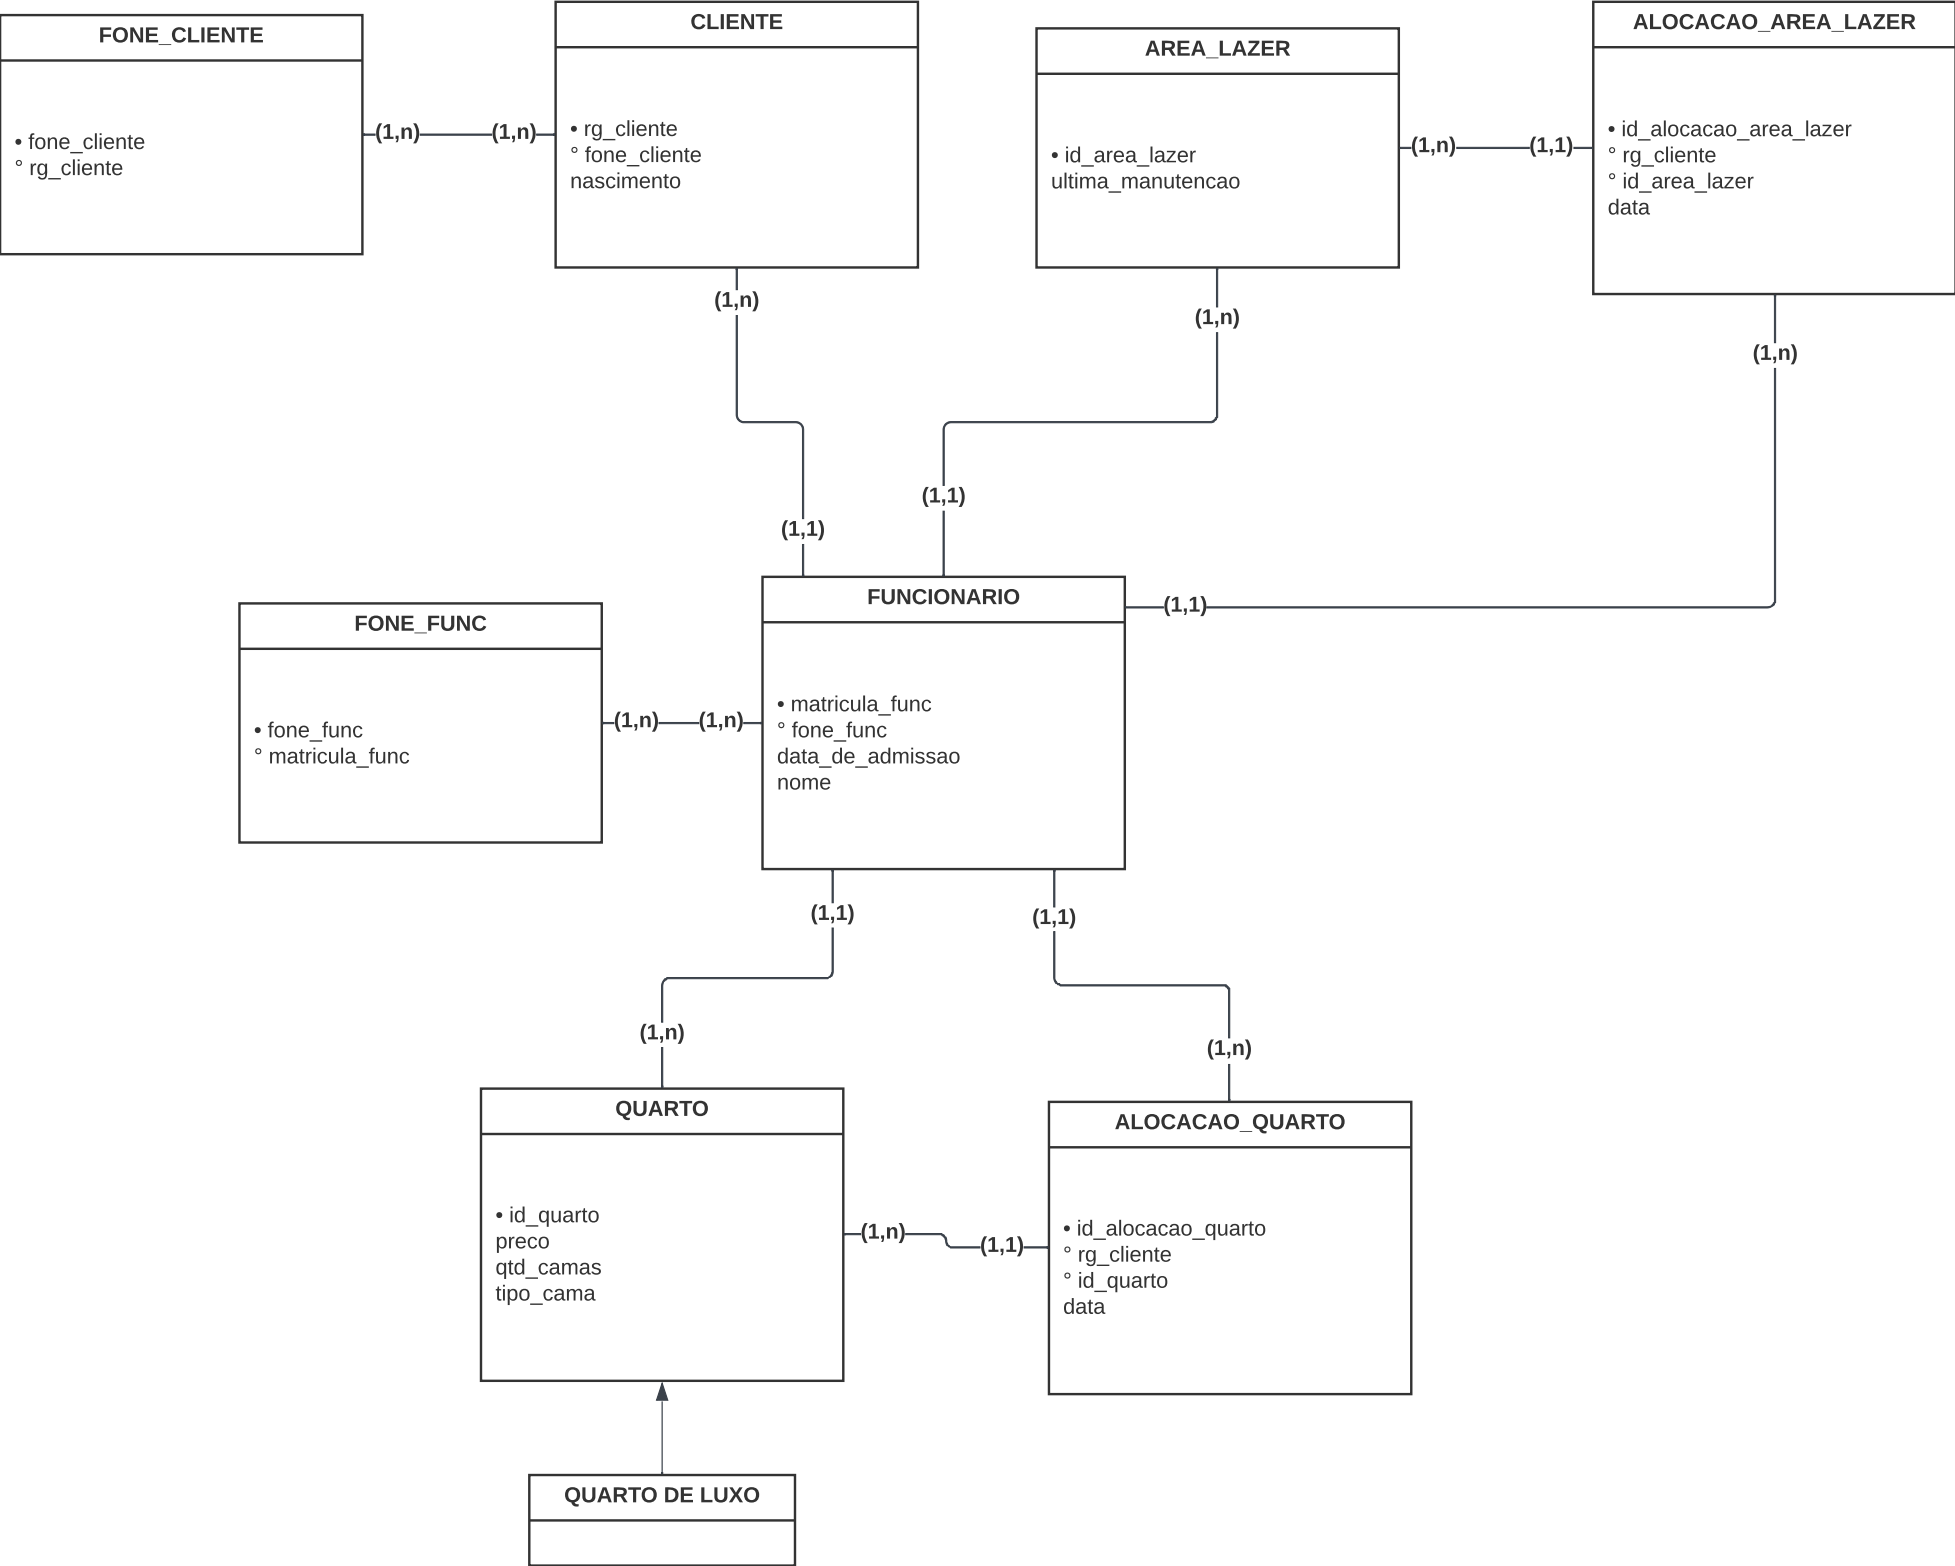 FONE_CLIENTE
• fone_cliente
° rg_cliente
(1,n)
(1,n)
CLIENTE
• rg_cliente
° fone_cliente
nascimento
AREA_LAZER
• id_area_lazer
ultima_manutencao
(1,n)
(1,1)
ALOCACAO_AREA_LAZER
• id_alocacao_area_lazer
° rg_cliente
° id_area_lazer
data
(1,n)
(1,n)
(1,n)
(1,1)
(1,1)
(1,1)
FONE_FUNC
• fone_func
° matricula_func
(1,n)
(1,n)
FUNCIONARIO
• matricula_func
° fone_func
data_de_admissao
nome
(1,1)
(1,1)
(1,n)
(1,n)
QUARTO
• id_quarto
preco
qtd_camas
tipo_cama
(1,n)
(1,1)
ALOCACAO_QUARTO
• id_alocacao_quarto
° rg_cliente
° id_quarto
data
QUARTO DE LUXO